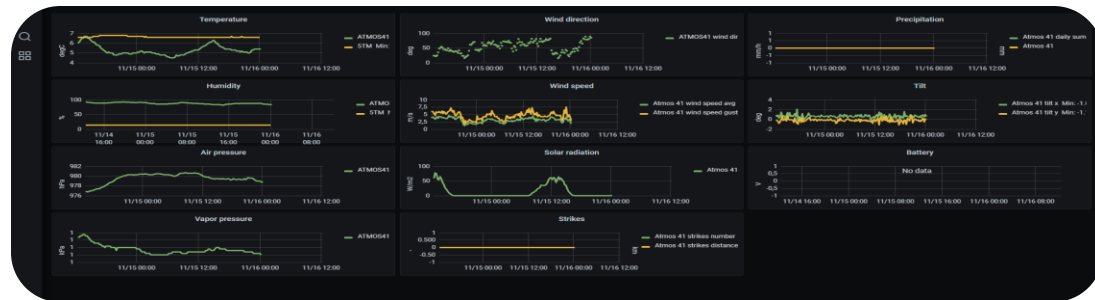 Temperature
degC
7
6
5
4
11/15 00:00 11/15 12:00 11/16 00:00 11/16 12:00
ATMOS41
STM Min:
Wind direction
deg
100
50
0
11/15 00:00 11/15 12:00 11/16 00:00 11/16 12:00
ATMOS41 wind dir
Precipitation
mm/h
1
1
0
-1
-1
mm
11/15 00:00 11/15 12:00 11/16 00:00 11/16 12:00
Atmos 41 daily sum
Atmos 41
Humidity
%
100
50
0
11/14 11/15 11/15 11/15 11/16 11/16
16:00 00:00 08:00 16:00 00:00 08:00
ATMO
STM
Wind speed
m/s
10
7,5
5
2,5
0
11/15 00:00 11/15 12:00 11/16 00:00 11/16 12:00
Atmos 41 wind speed avg
Atmos 41 wind speed gust
Tilt
deg
4
2
0
-2
11/15 00:00 11/15 12:00 11/16 00:00 11/16 12:00
Atmos 41 tilt x Min: -1.
Atmos 41 tilt y Min: -1.
Air pressure
hPa
982
980
978
976
11/15 00:00 11/15 12:00 11/16 00:00 11/16 12:00
ATMOS41
Solar radiation
W/m2
100
50
0
11/15 00:00 11/15 12:00 11/16 00:00 11/16 12:00
Atmos 41
Battery
V
1
0,5
0
-0,5
-1
No data
11/14 16:00 11/15 00:00 11/15 08:00 11/15 16:00 11/16 00:00 11/16 08:00
Vapor pressure
kPa
1
1
1
1
1
11/15 00:00 11/15 12:00 11/16 00:00 11/16 12:00
ATMOS41
Strikes
-
1
0.500
0
-0.50
-1
km
11/15 00:00 11/15 12:00 11/16 00:00 11/16 12:00
Atmos 41 strikes number
Atmos 41 strikes distance